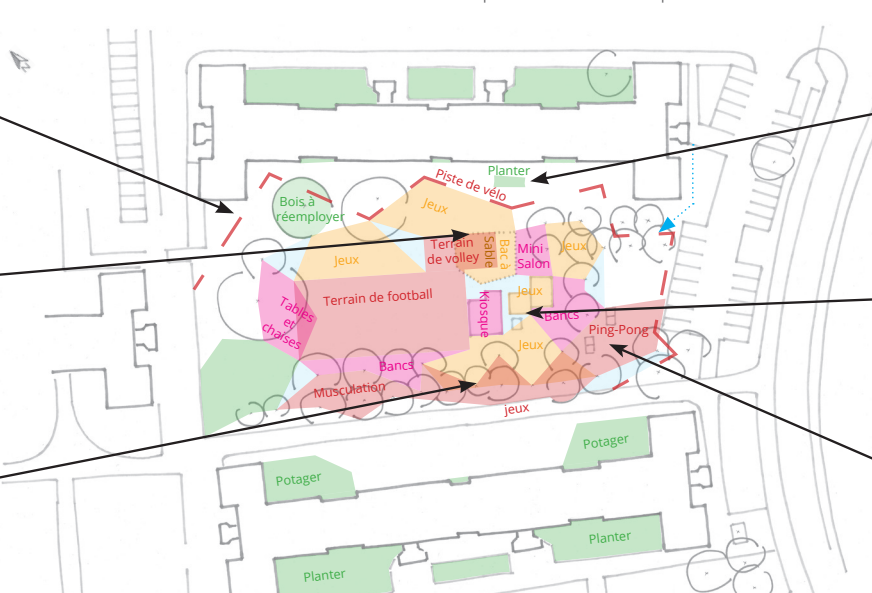 Planter
Piste de vélo
Bois à
réemployer
Jeux
Jeux
Terrain
de volley
Bac à
Sable
Mini
Salon
Jeux
Terrain de football
Tables
et
chaises
Kiosque
Jeux
Bancs
Ping-Pong
Jeux
Bancs
Musculation
jeux
Potager
Potager
Planter
Planter